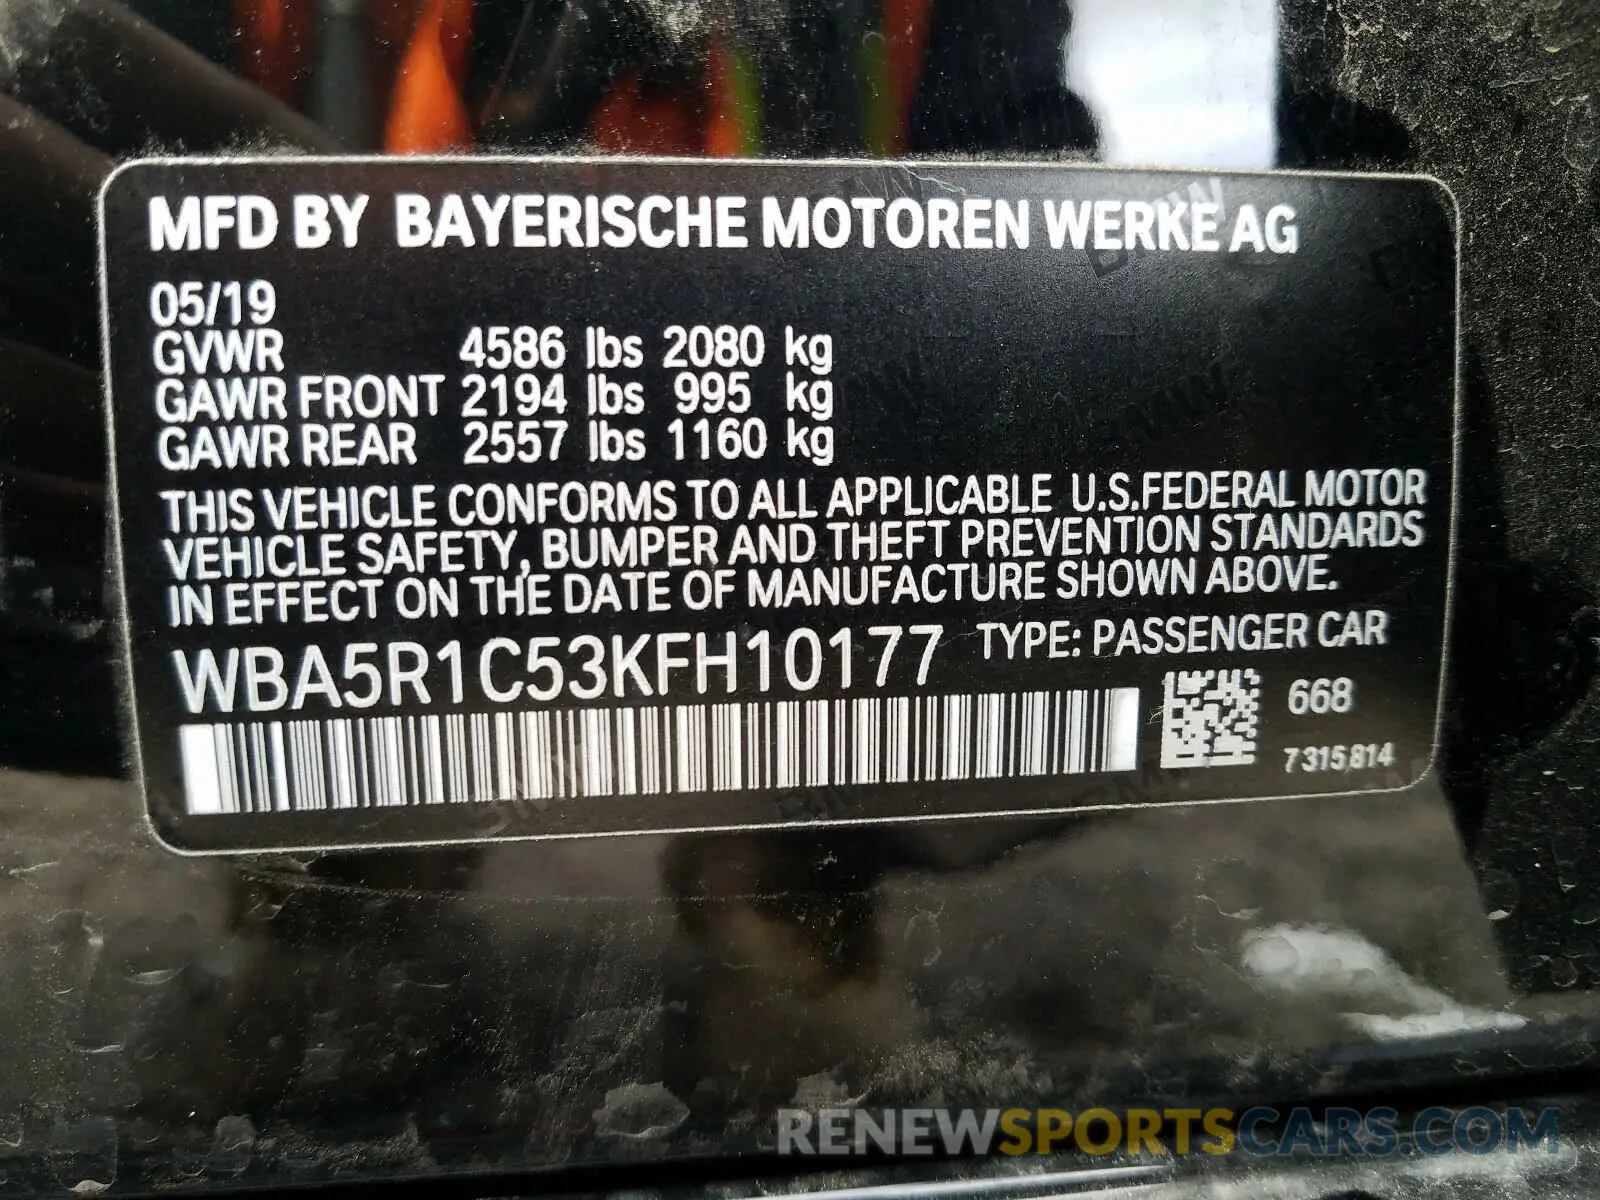 MFD BY BAYERISCHE MOTOREN WERKE AG
05/19
GVWR 4586 lbs 2080 kg
GAWR FRONT 2194 lbs 995 kg
GAWR REAR 2557 lbs 1160 kg
THIS VEHICLE CONFORMS TO ALL APPLICABLE U.S.FEDERAL MOTOR
VEHICLE SAFETY, BUMPER AND THEFT PREVENTION STANDARDS
IN EFFECT ON THE DATE OF MANUFACTURE SHOWN ABOVE.
WBA5R1C53KFH10177 TYPE: PASSENGER CAR
668
7315814
RENEWSPORTSCARS.COM